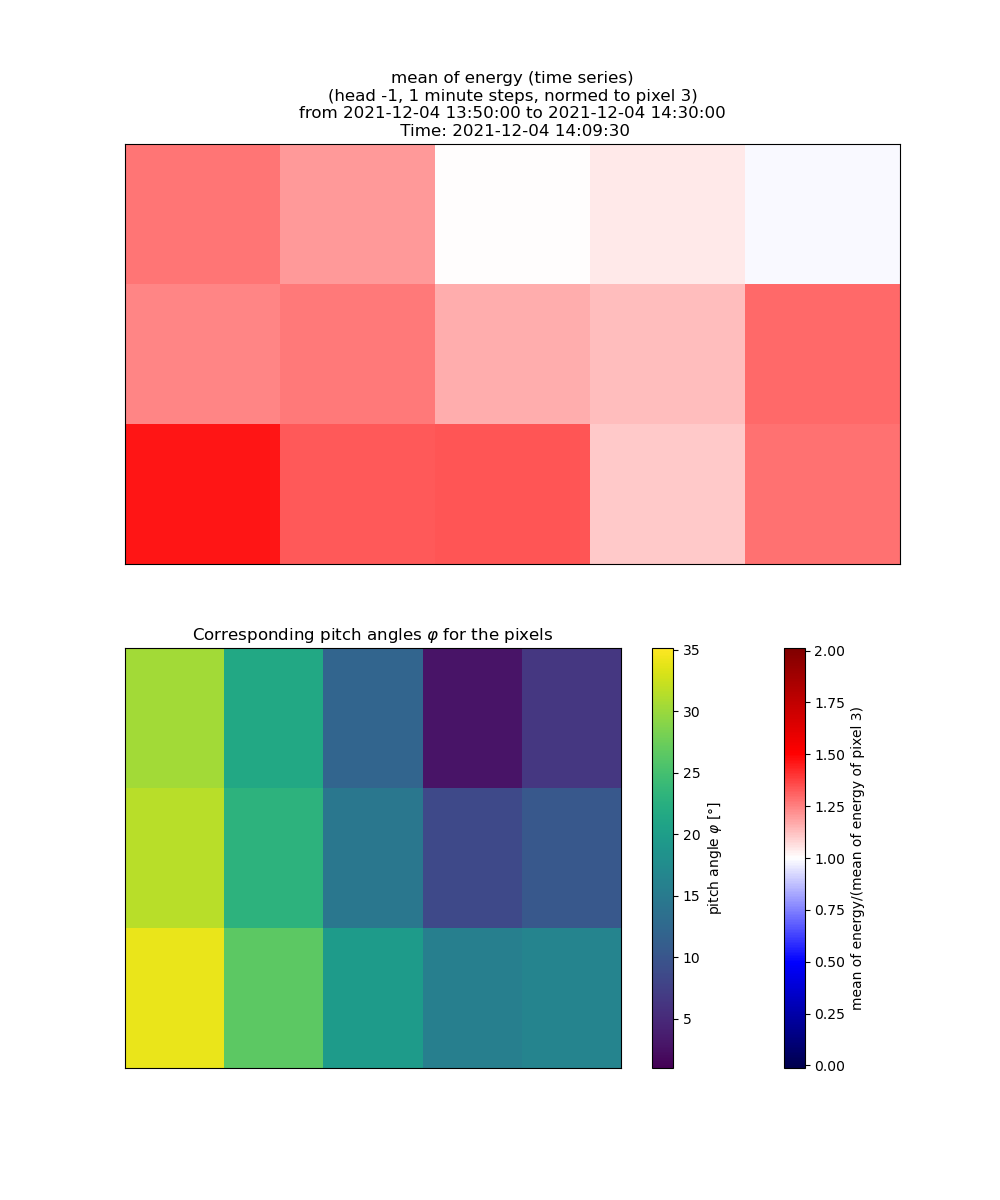 mean of energy (time series)
(head -1, 1 minute steps, normed to pixel 3)
from 2021-12-04 13:50:00 to 2021-12-04 14:30:00
Time: 2021-12-04 14:09:30
Corresponding pitch angles φ for the pixels
35
30
25
20
15
10
5
pitch angle φ [°]
2.00
1.75
1.50
1.25
1.00
0.75
0.50
0.25
0.00
mean of energy/(mean of energy of pixel 3)